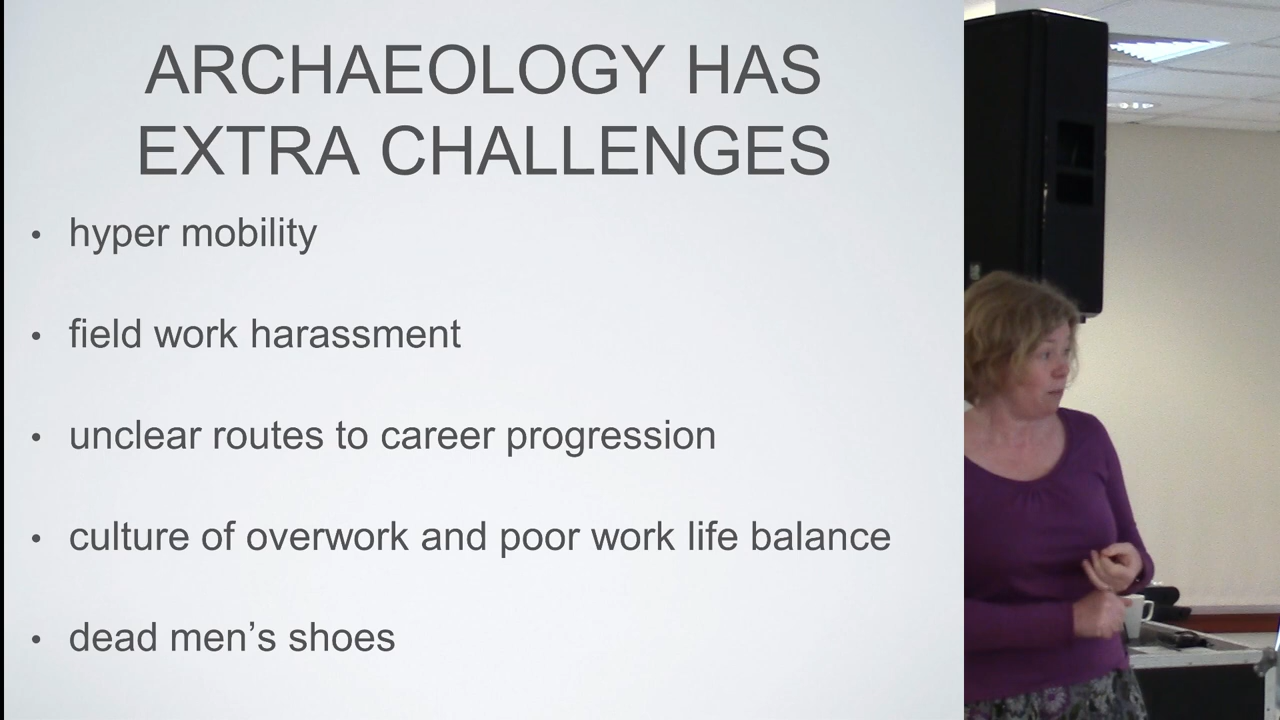 ARCHAEOLOGY HAS
EXTRA CHALLENGES
• hyper mobility
• field work harassment
• unclear routes to career progression
• culture of overwork and poor work life balance
• dead men’s shoes